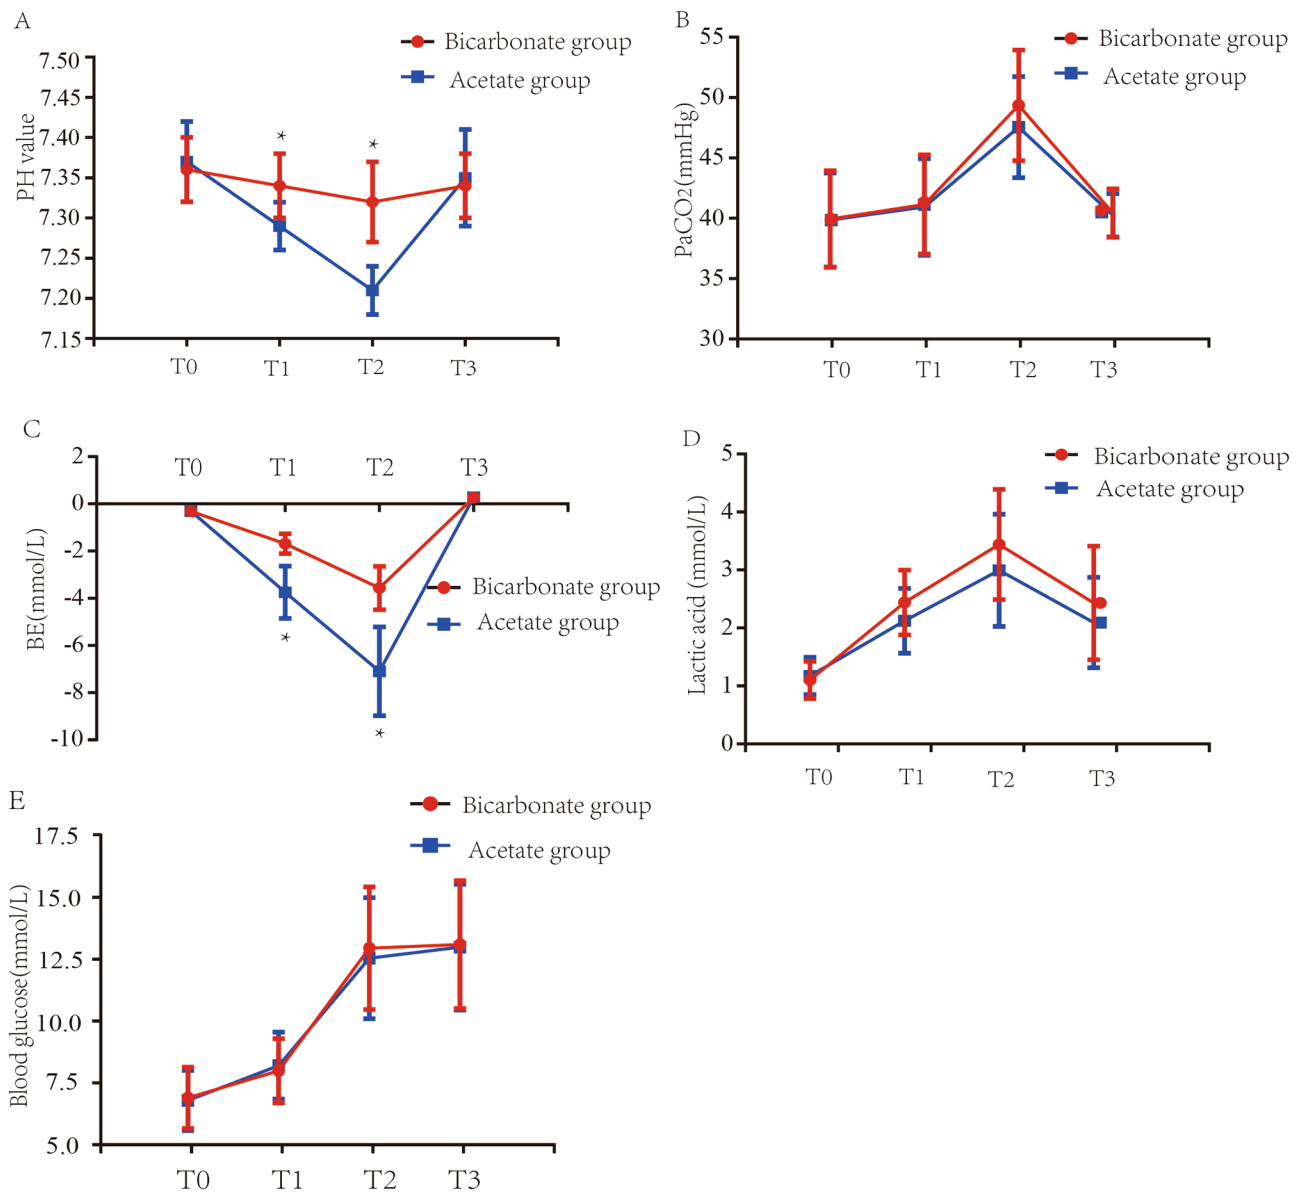 A
Bicarbonate group
Acetate group
PH value
7.50
7.45
7.40
7.35
7.30
7.25
7.20
7.15
*
*
T0 T1 T2 T3
B
Bicarbonate group
Acetate group
PaCO2(mmHg)
55
50
45
40
35
30
T0 T1 T2 T3
C
BE(mmol/L)
2
0
-2
-4
-6
-8
-10
T0 T1 T2 T3
Bicarbonate group
Acetate group
*
*
D
Bicarbonate group
Acetate group
Lactic acid (mmol/L)
5
4
3
2
1
0
T0 T1 T2 T3
E
Bicarbonate group
Acetate group
Blood glucose(mmol/L)
17.5
15.0
12.5
10.0
7.5
5.0
T0 T1 T2 T3